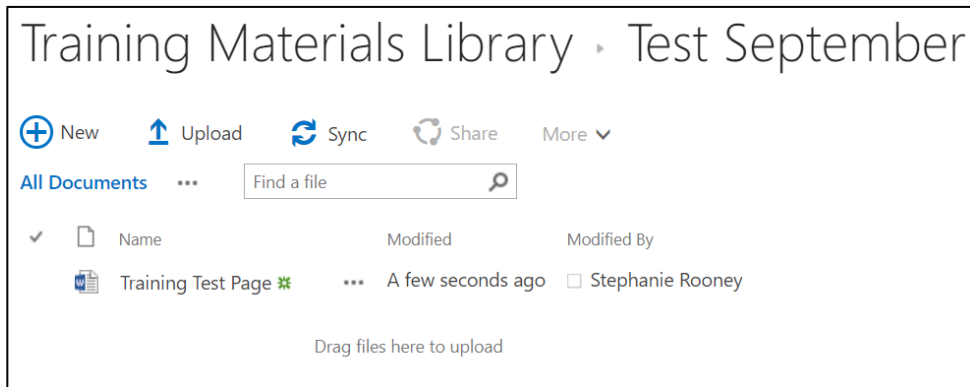 Training Materials Library ▸ Test September
New Upload Sync Share More
All Documents ••• Find a file
Name Modified Modified By
Training Test Page ••• A few seconds ago Stephanie Rooney
Drag files here to upload